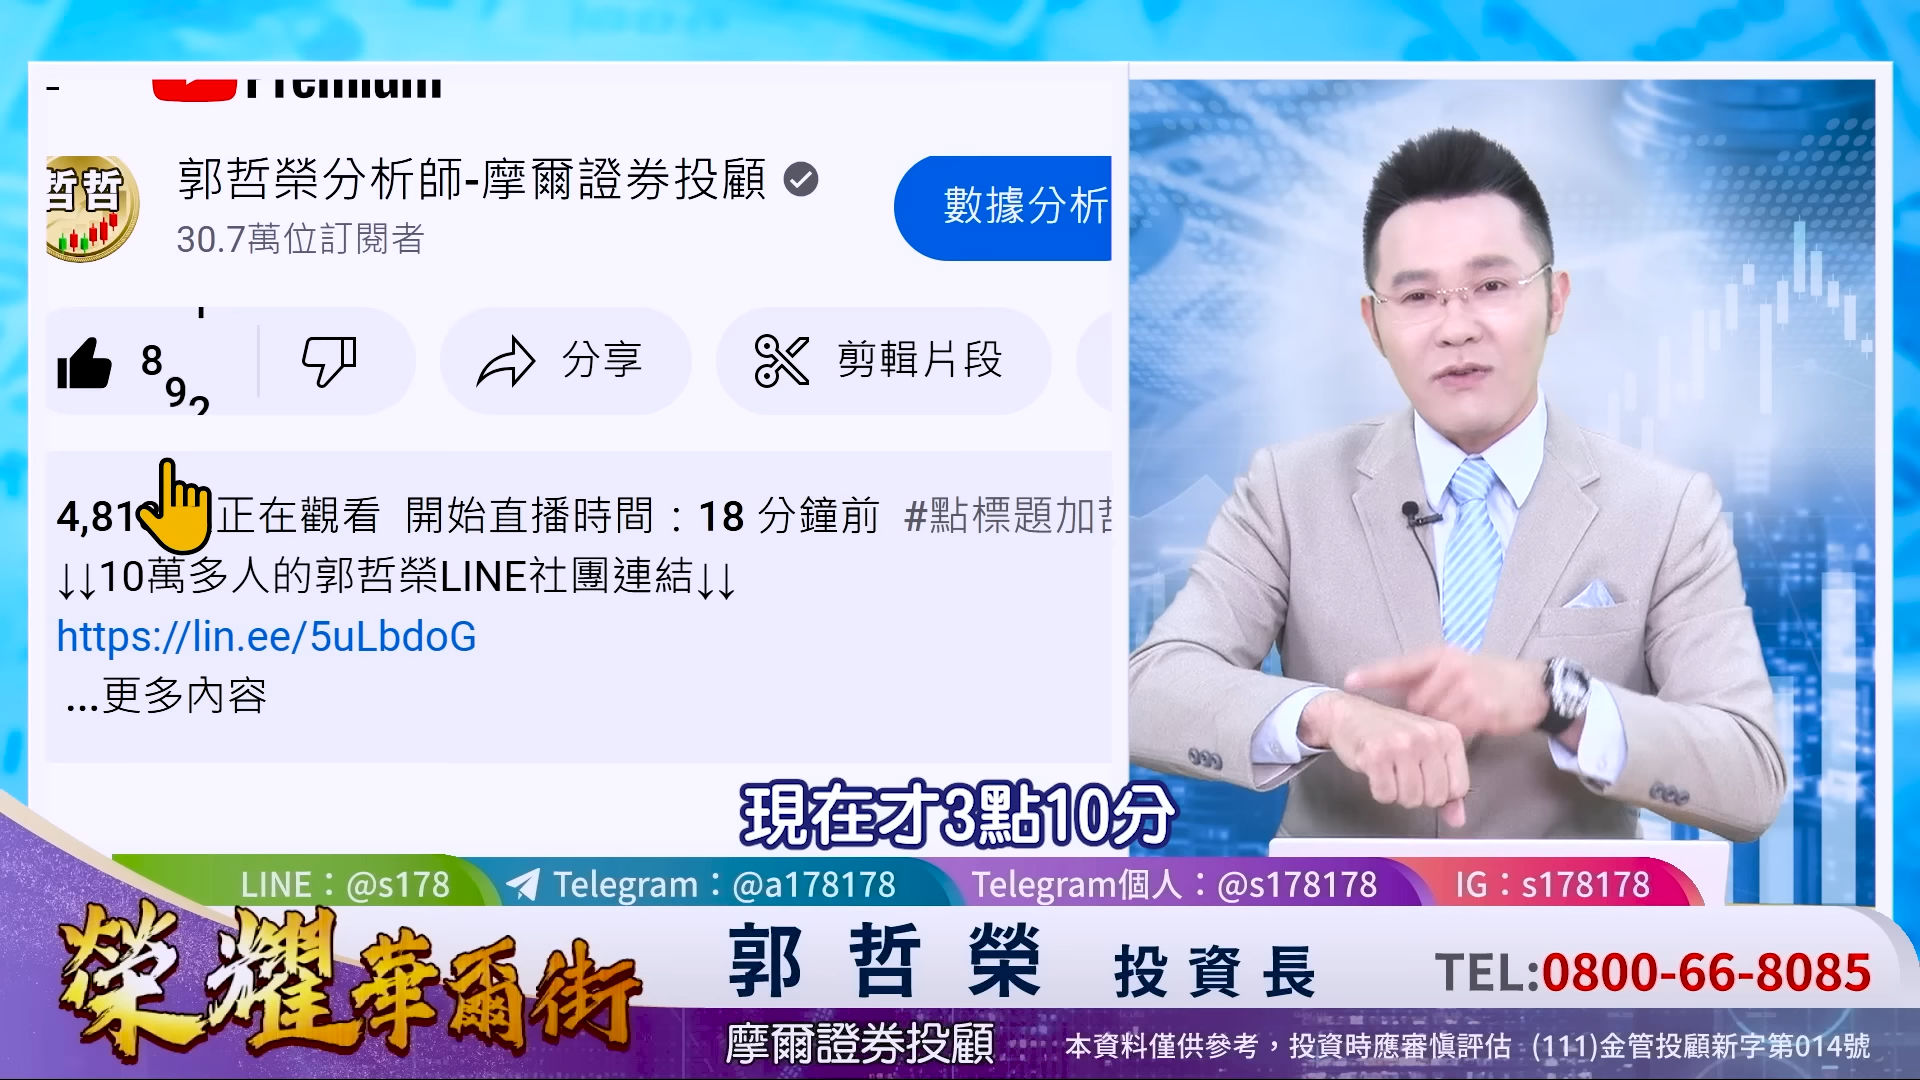 Premium
哲哲
郭哲榮分析師-摩爾證券投顧
30.7萬位訂閱者
數據分析
分享
剪輯片段
正在觀看 開始直播時間：18 分鐘前 #點標題加
↓↓10萬多人的郭哲榮LINE社團連結↓↓
https://lin.ee/5uLbdoG
...更多內容
現在才3點10分
LINE：@s178
Telegram：@a178178
Telegram個人：@s178178
IG：s178178
榮耀華爾街
郭哲榮 投資長
TEL:0800-66-8085
摩爾證券投顧
本資料僅供參考，投資時應審慎評估 (111)金管投顧新字第014號